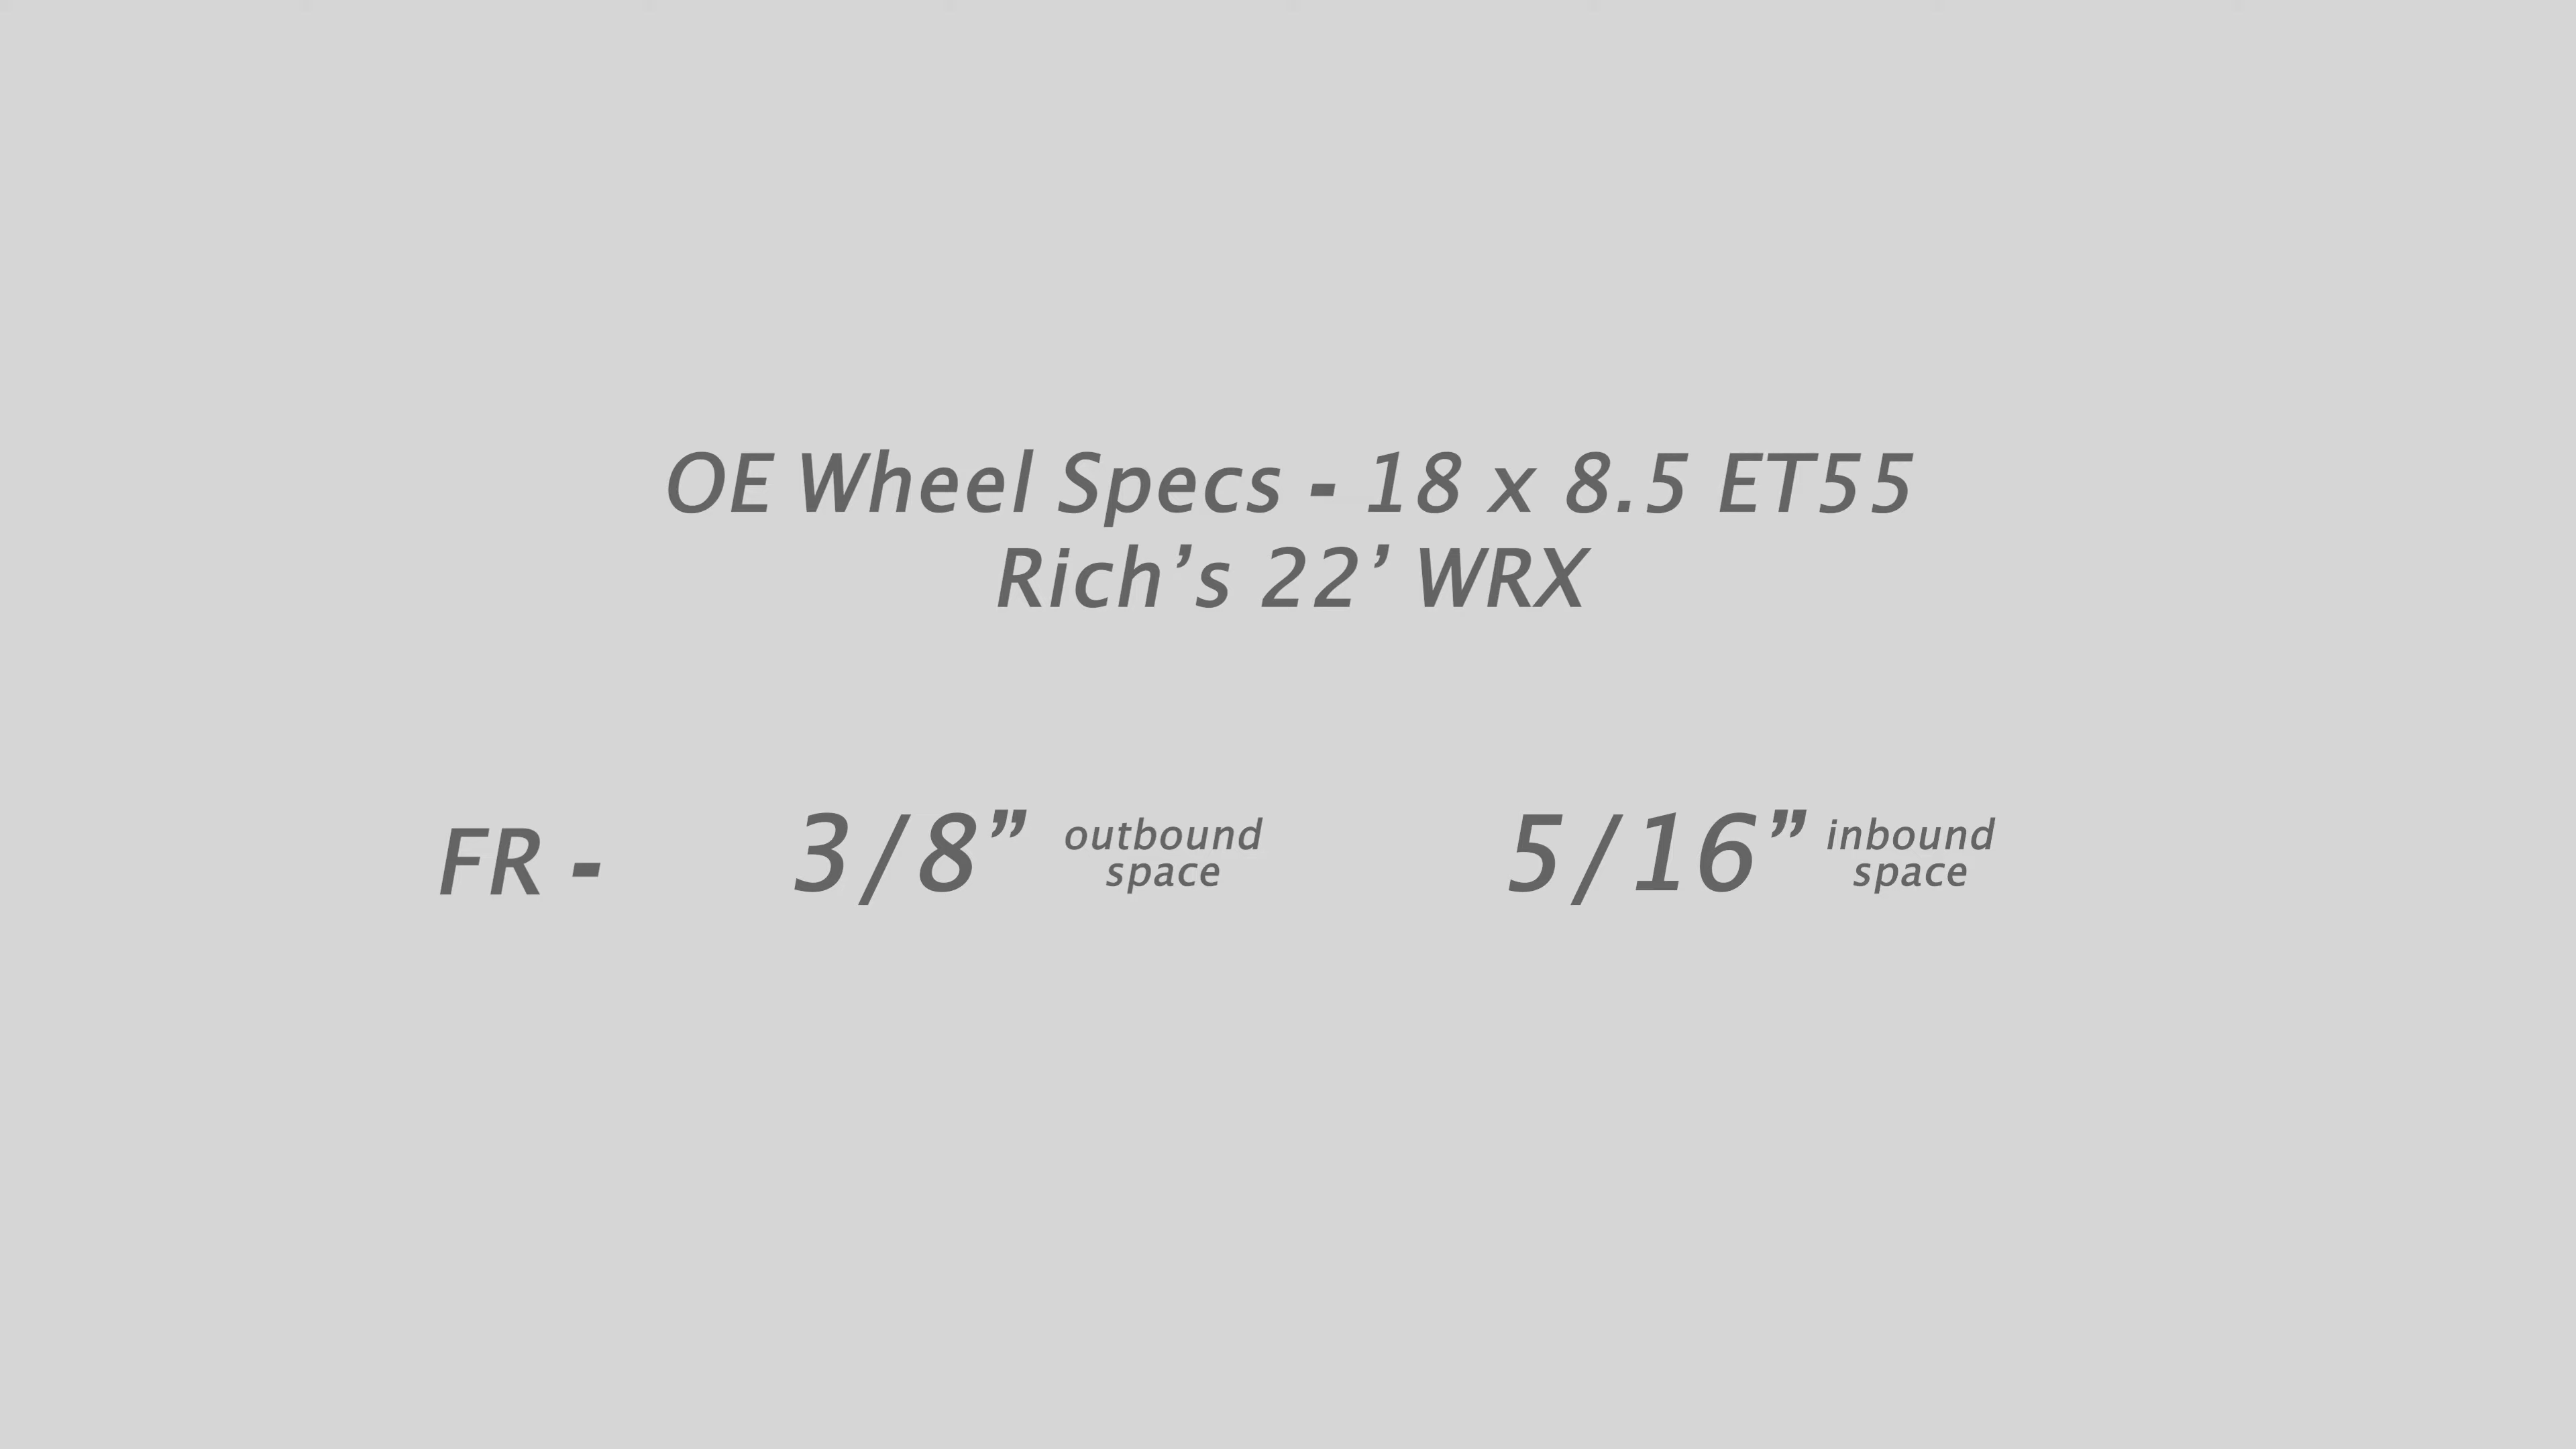 OE Wheel Specs - 18 x 8.5 ET55
Rich’s 22’ WRX
FR - 3/8” outbound space 5/16” inbound space